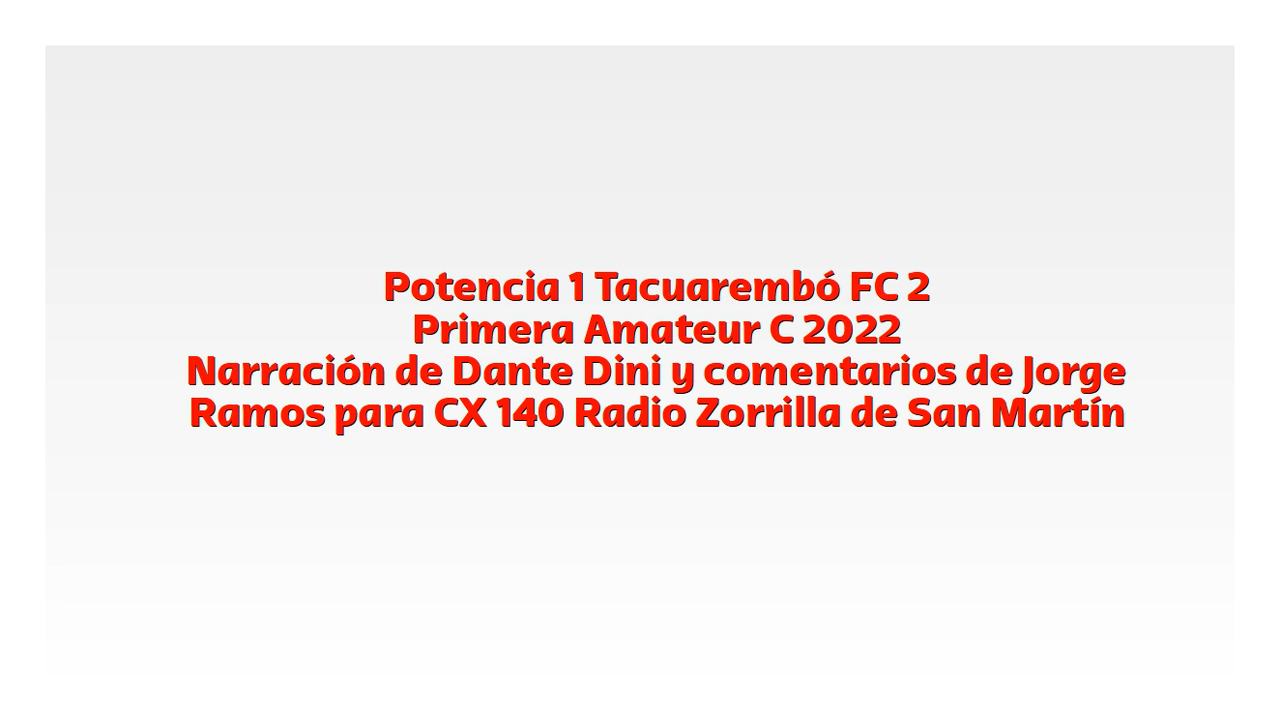 Potencia 1 Tacuarembó FC 2
Primera Amateur C 2022
Narración de Dante Dini y comentarios de Jorge
Ramos para CX 140 Radio Zorrilla de San Martín